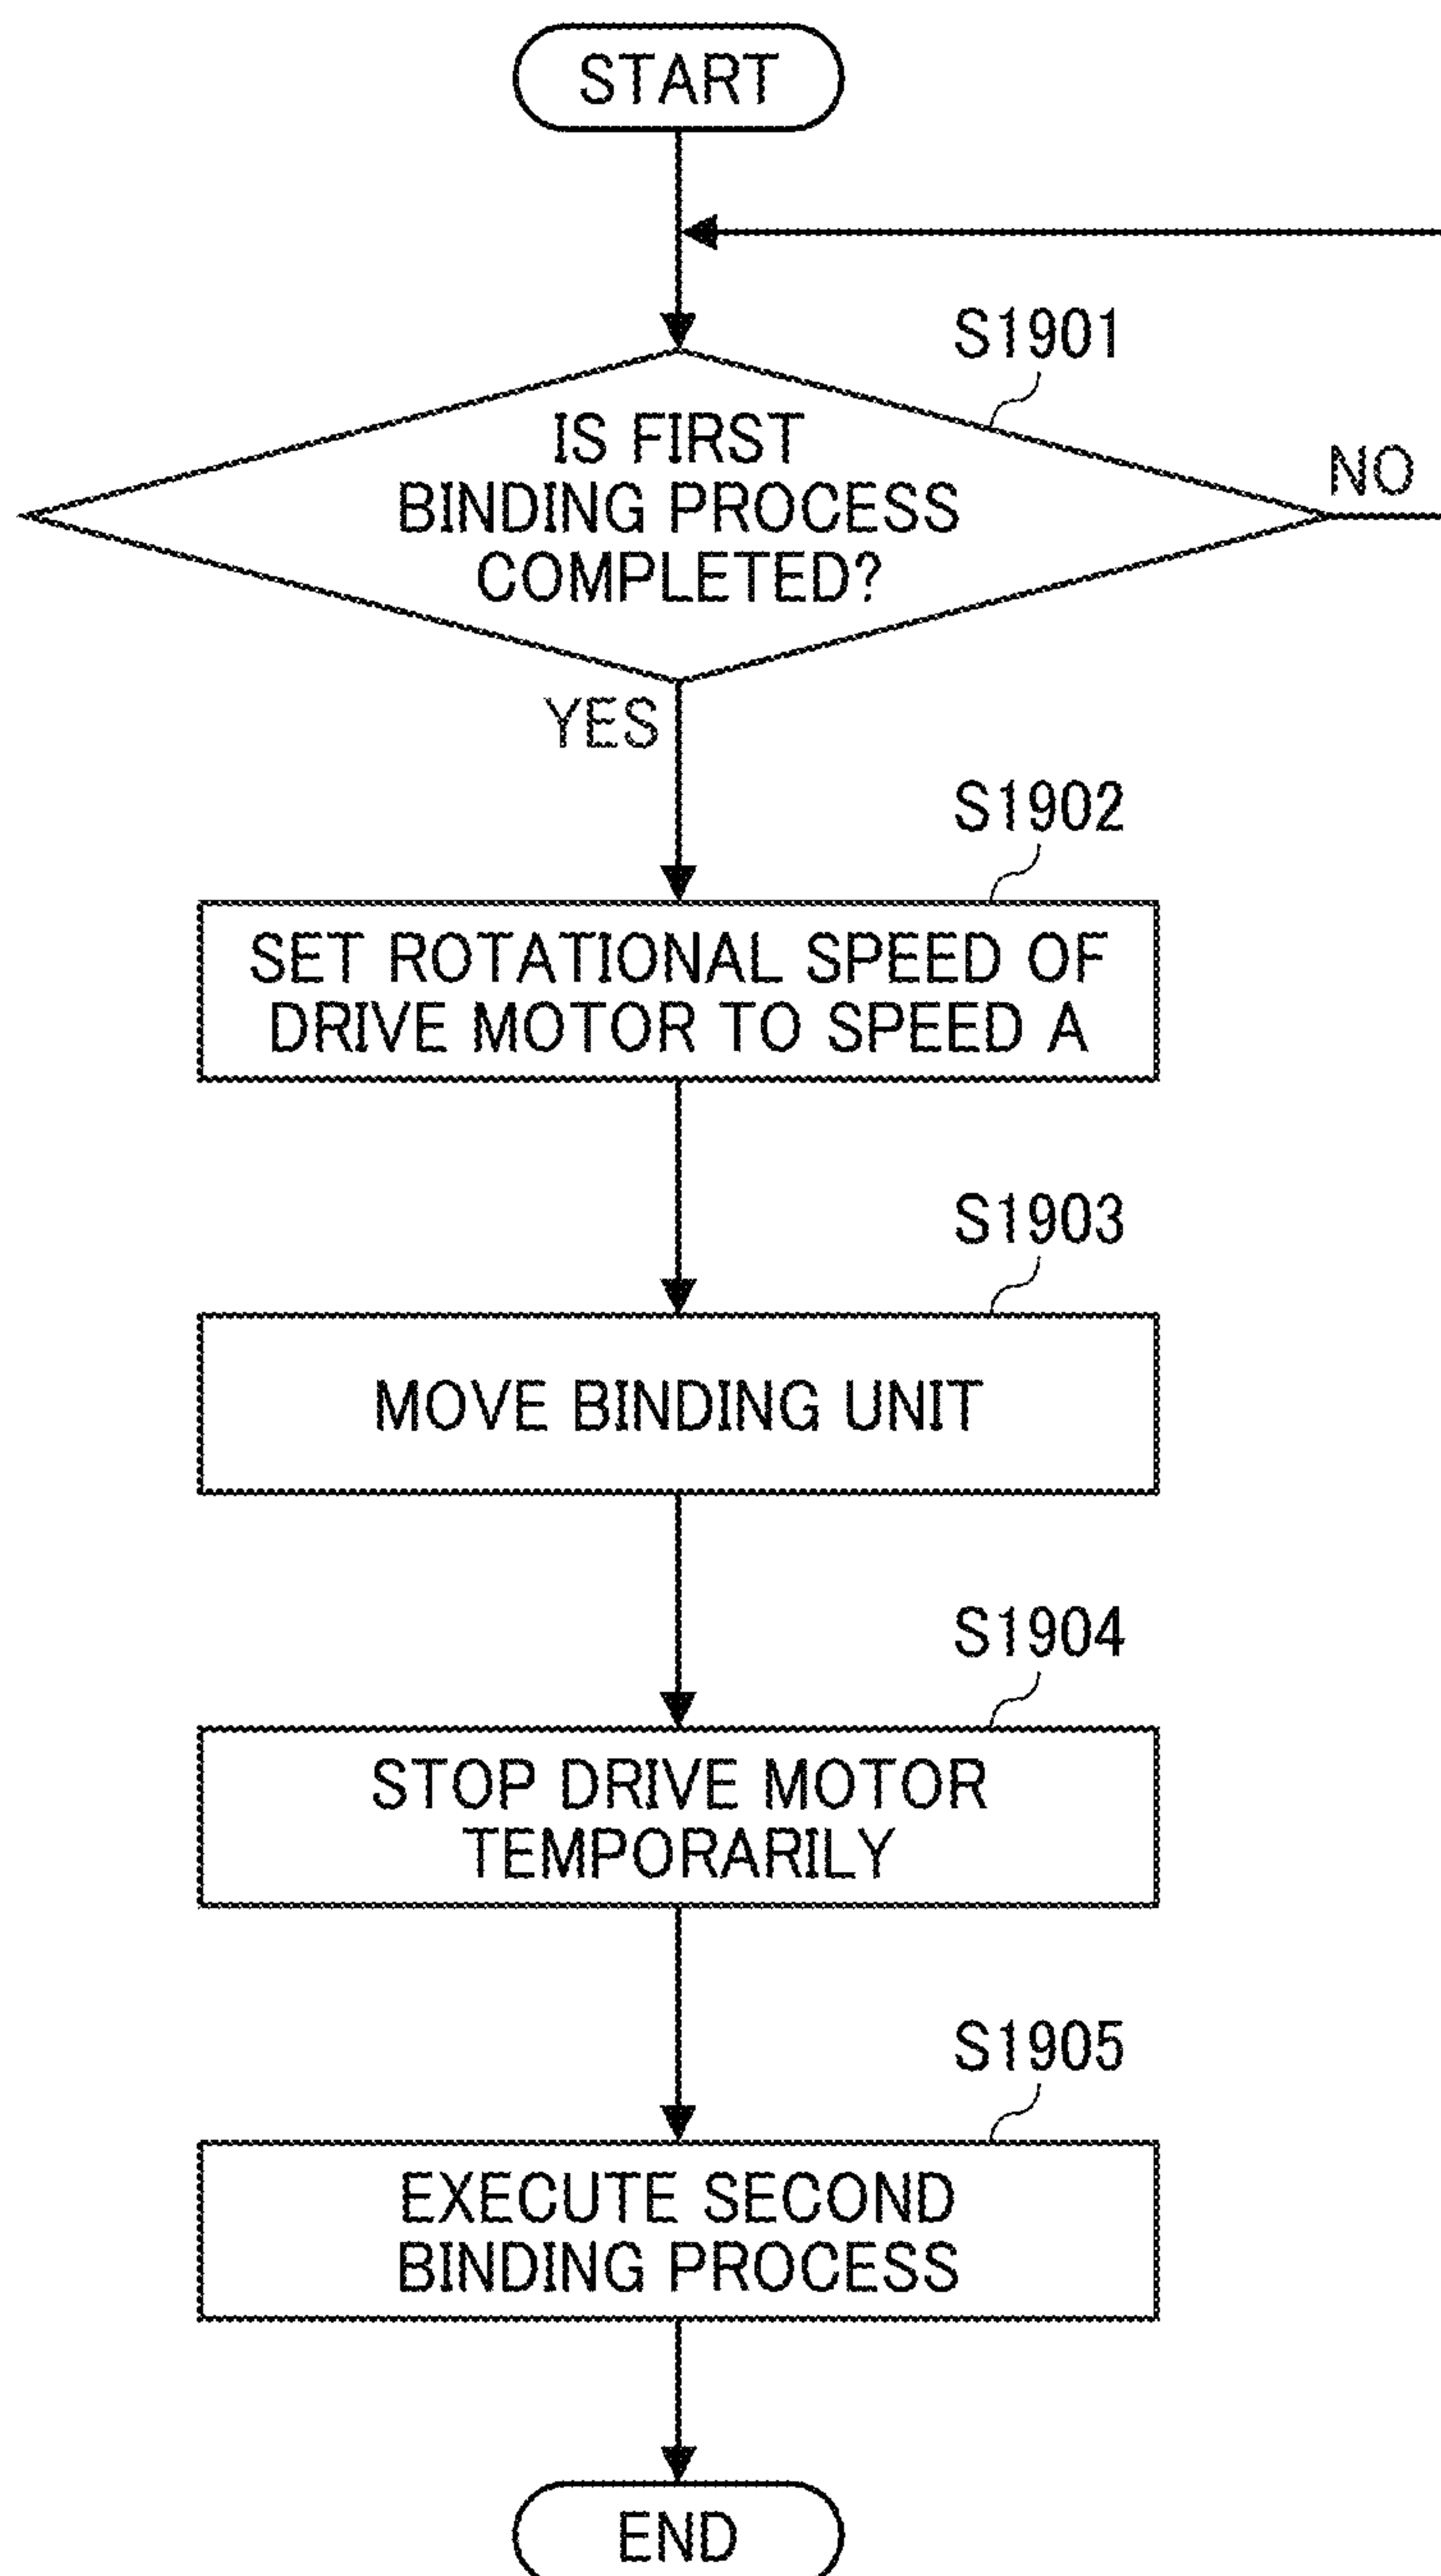 START
S1901
IS FIRST
BINDING PROCESS
COMPLETED?
NO
YES
S1902
SET ROTATIONAL SPEED OF
DRIVE MOTOR TO SPEED A
S1903
MOVE BINDING UNIT
S1904
STOP DRIVE MOTOR
TEMPORARILY
S1905
EXECUTE SECOND
BINDING PROCESS
END